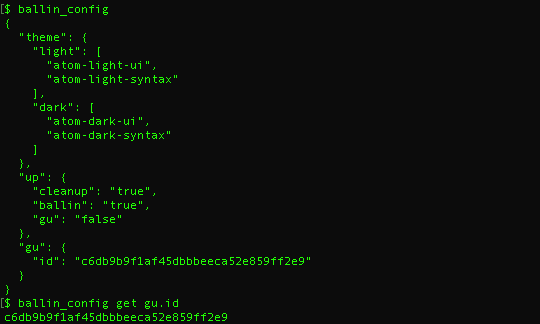 [$ ballin_config
{
  "theme": {
    "light": [
      "atom-light-ui",
      "atom-light-syntax"
    ],
    "dark": [
      "atom-dark-ui",
      "atom-dark-syntax"
    ]
  },
  "up": {
    "cleanup": "true",
    "ballin": "true",
    "gu": "false"
  },
  "gu": {
    "id": "c6db9b9f1af45dbbbeeca52e859ff2e9"
  }
}
[$ ballin_config get gu.id
c6db9b9f1af45dbbbeeca52e859ff2e9